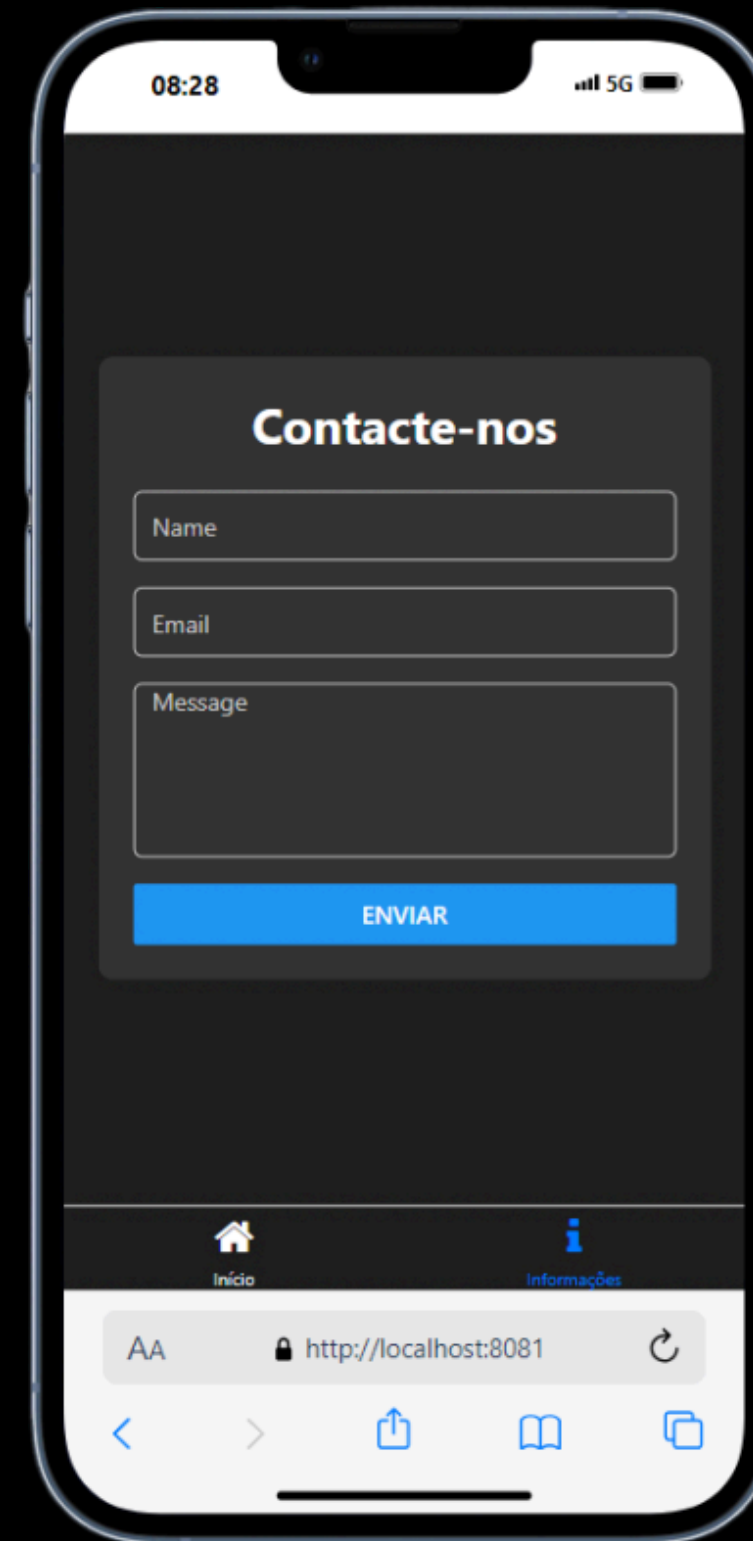 08:28
5G
Contacte-nos
Name
Email
Message
ENVIAR
Início
Informações
AA
http://localhost:8081